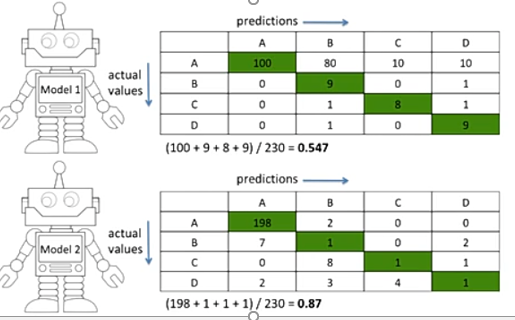 predictions
A B C D
Model 1
actual values
A 100 80 10 10
B 0 9 0 1
C 0 1 8 1
D 0 1 0 9
(100 + 9 + 8 + 9) / 230 = 0.547
predictions
A B C D
Model 2
actual values
A 198 2 0 0
B 7 1 0 2
C 0 8 1 1
D 2 3 4 1
(198 + 1 + 1 + 1) / 230 = 0.87